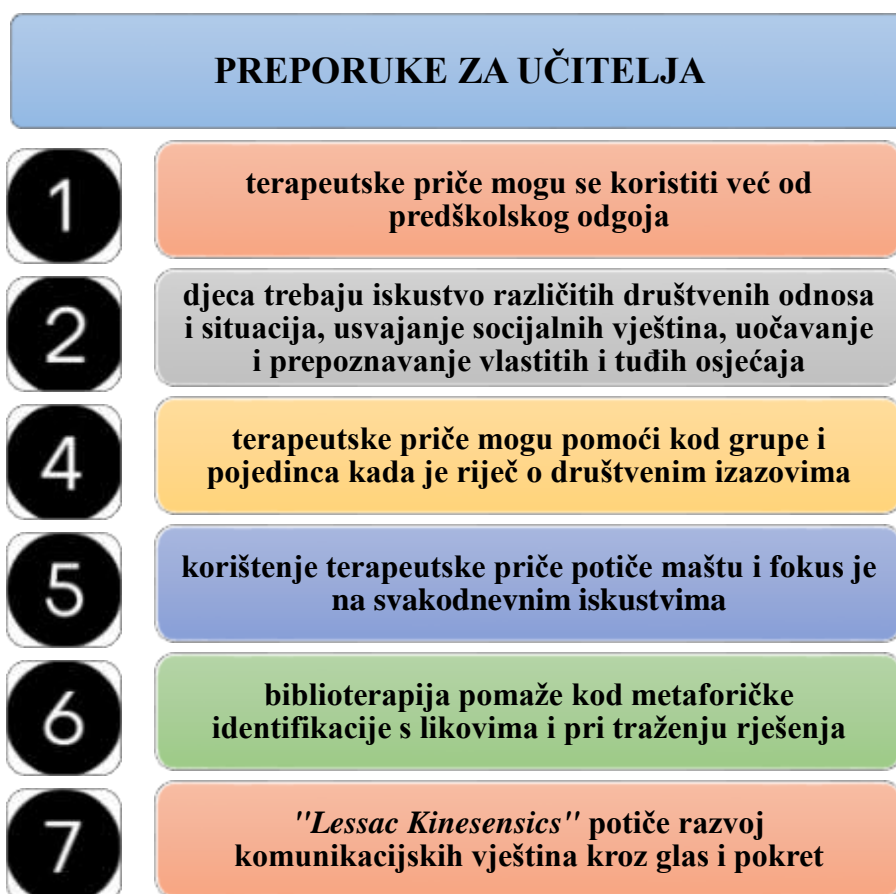 PREPORUKE ZA UČITELJA
1
terapeutske priče mogu se koristiti već od
predškolskog odgoja
2
djeca trebaju iskustvo različitih društvenih odnosa
i situacija, usvajanje socijalnih vještina, uočavanje
i prepoznavanje vlastitih i tuđih osjećaja
4
terapeutske priče mogu pomoći kod grupe i
pojedinca kada je riječ o društvenim izazovima
5
korištenje terapeutske priče potiče maštu i fokus je
na svakodnevnim iskustvima
6
biblioterapija pomaže kod metaforičke
identifikacije s likovima i pri traženju rješenja
7
"Lessac Kinesensics" potiče razvoj
komunikacijskih vještina kroz glas i pokret